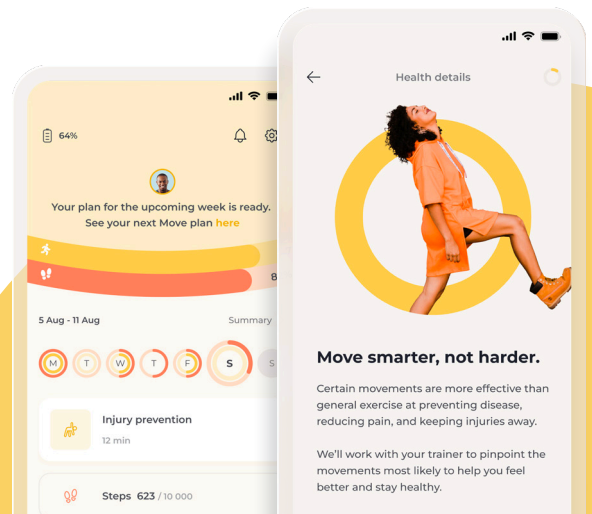 64%
Your plan for the upcoming week is ready.
See your next Move plan here
8
5 Aug - 11 Aug
Summary
M T W T F S S
Injury prevention
12 min
Steps 623 / 10 000
Health details
Move smarter, not harder.
Certain movements are more effective than
general exercise at preventing disease,
reducing pain, and keeping injuries away.
We’ll work with your trainer to pinpoint the
movements most likely to help you feel
better and stay healthy.